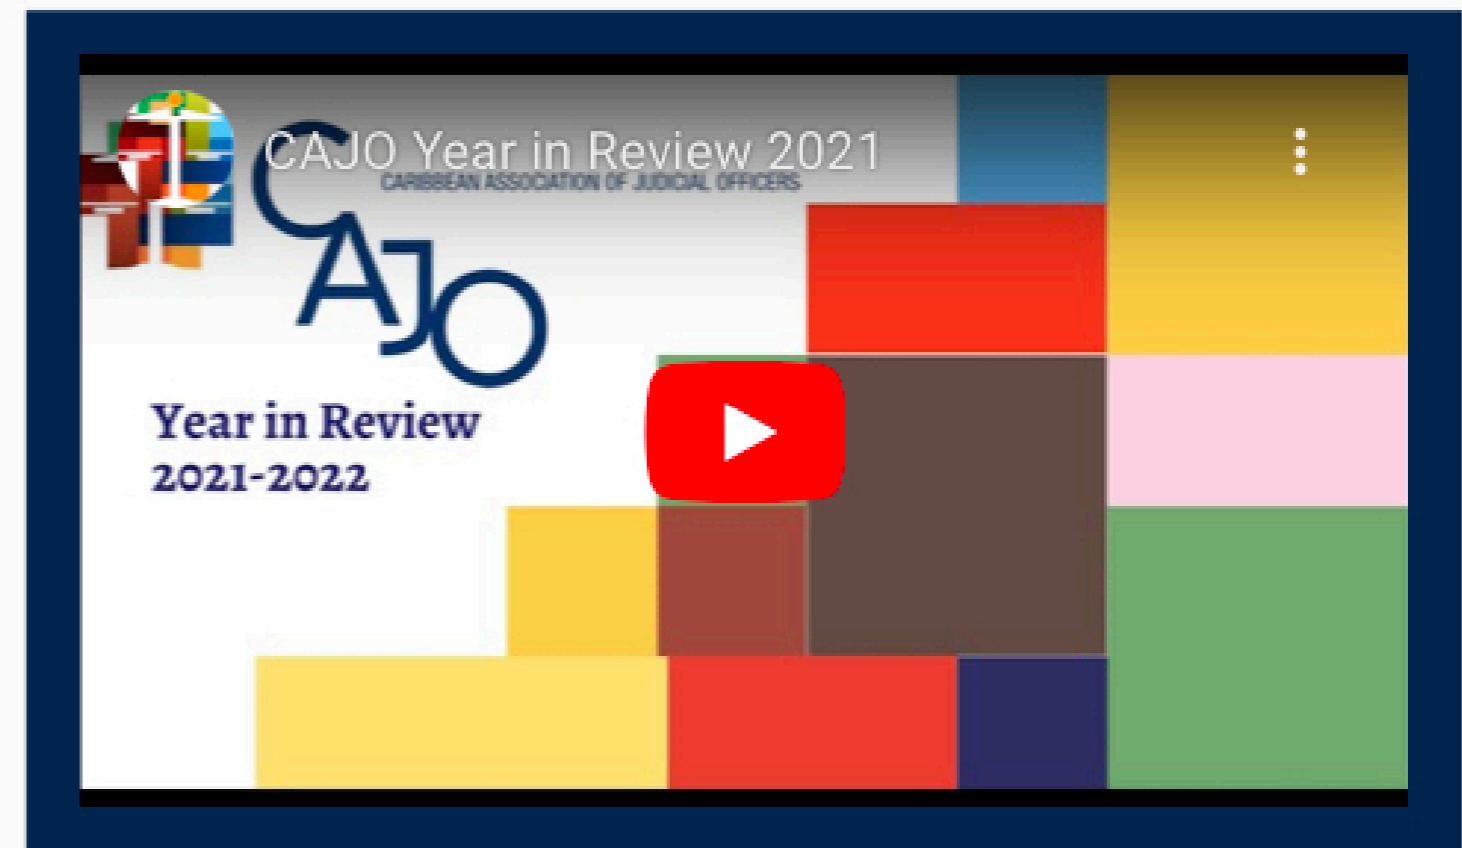 CAJO Year in Review 2021
CARIBBEAN ASSOCIATION OF JUDICIAL OFFICERS
CAJO
Year in Review
2021-2022